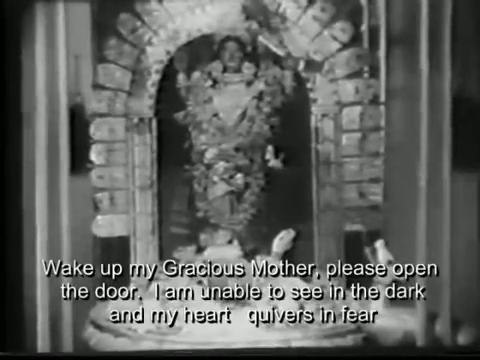 Wake up my Gracious Mother, please open
the door. I am unable to see in the dark
and my heart quivers in fear